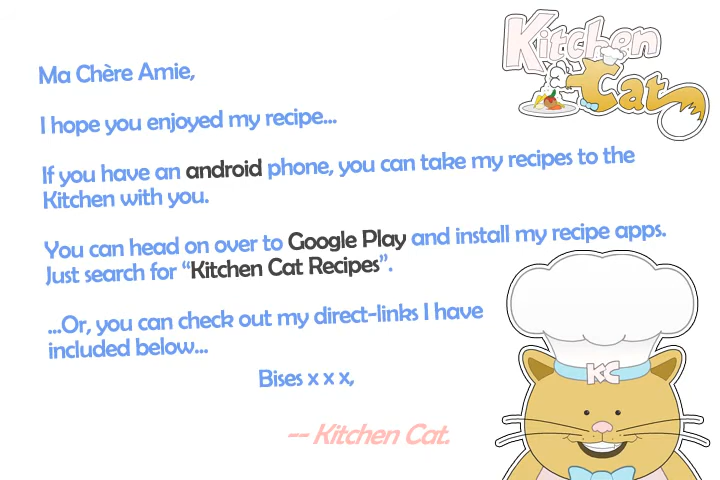 Kitchen
Cat
Ma Chère Amie,
I hope you enjoyed my recipe...
If you have an android phone, you can take my recipes to the
Kitchen with you.
You can head on over to Google Play and install my recipe apps.
Just search for “Kitchen Cat Recipes”.
...Or, you can check out my direct-links I have
included below...
Bises x x x,
-- Kitchen Cat.
KC